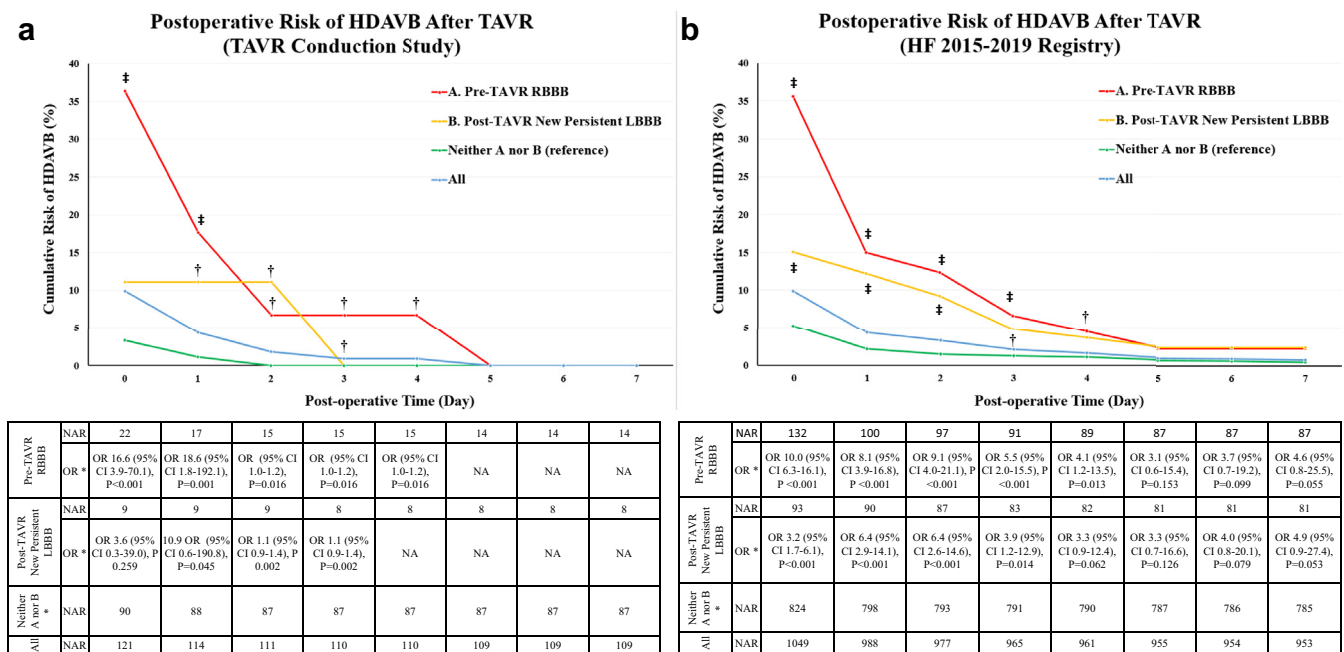 a
Postoperative Risk of HDAVB After TAVR
(TAVR Conduction Study)
Cumulative Risk of HDAVB (%)
40
35
30
25
20
15
10
5
0
‡
‡
†
†
†
†
†
†
A. Pre-TAVR RBBB
B. Post-TAVR New Persistent LBBB
Neither A nor B (reference)
All
0 1 2 3 4 5 6 7
Post-operative Time (Day)
Pre-TAVR
RBBB
NAR 22 17 15 15 15 14 14 14
OR * OR 16.6 (95% CI 3.9-70.1), P<0.001 OR 18.6 (95% CI 1.8-192.1), P=0.001 OR (95% CI 1.0-1.2), P=0.016 OR (95% CI 1.0-1.2), P=0.016 OR (95% CI 1.0-1.2), P=0.016 NA NA NA
Post-TAVR
New Persistent
LBBB
NAR 9 9 9 8 8 8 8 8
OR * OR 3.6 (95% CI 0.3-39.0), P 0.259 10.9 OR (95% CI 0.6-190.8), P=0.045 OR 1.1 (95% CI 0.9-1.4), P 0.002 OR 1.1 (95% CI 0.9-1.4), P=0.002 NA NA NA NA
Neither
A nor B
*
NAR 90 88 87 87 87 87 87 87
All NAR 121 114 111 110 110 109 109 109
b
Postoperative Risk of HDAVB After TAVR
(HF 2015-2019 Registry)
Cumulative Risk of HDAVB (%)
40
35
30
25
20
15
10
5
0
‡
‡
‡
‡
‡
‡
‡
†
†
A. Pre-TAVR RBBB
B. Post-TAVR New Persistent LBBB
Neither A nor B (reference)
All
0 1 2 3 4 5 6 7
Post-operative Time (Day)
Pre-TAVR
RBBB
NAR 132 100 97 91 89 87 87 87
OR * OR 10.0 (95% CI 6.3-16.1), P <0.001 OR 8.1 (95% CI 3.9-16.8), P <0.001 OR 9.1 (95% CI 4.0-21.1), P <0.001 OR 5.5 (95% CI 2.0-15.5), P <0.001 OR 4.1 (95% CI 1.2-13.5), P=0.013 OR 3.1 (95% CI 0.6-15.4), P=0.153 OR 3.7 (95% CI 0.7-19.2), P=0.099 OR 4.6 (95% CI 0.8-25.5), P=0.055
Post-TAVR
New Persistent
LBBB
NAR 93 90 87 83 82 81 81 81
OR * OR 3.2 (95% CI 1.7-6.1), P<0.001 OR 6.4 (95% CI 2.9-14.1), P<0.001 OR 6.4 (95% CI 2.6-14.6), P<0.001 OR 3.9 (95% CI 1.2-12.9), P=0.014 OR 3.3 (95% CI 0.9-12.4), P=0.062 OR 3.3 (95% CI 0.7-16.6), P=0.126 OR 4.0 (95% CI 0.8-20.1), P=0.079 OR 4.9 (95% CI 0.9-27.4), P=0.053
Neither
A nor B
*
NAR 824 798 793 791 790 787 786 785
All NAR 1049 988 977 965 961 955 954 953